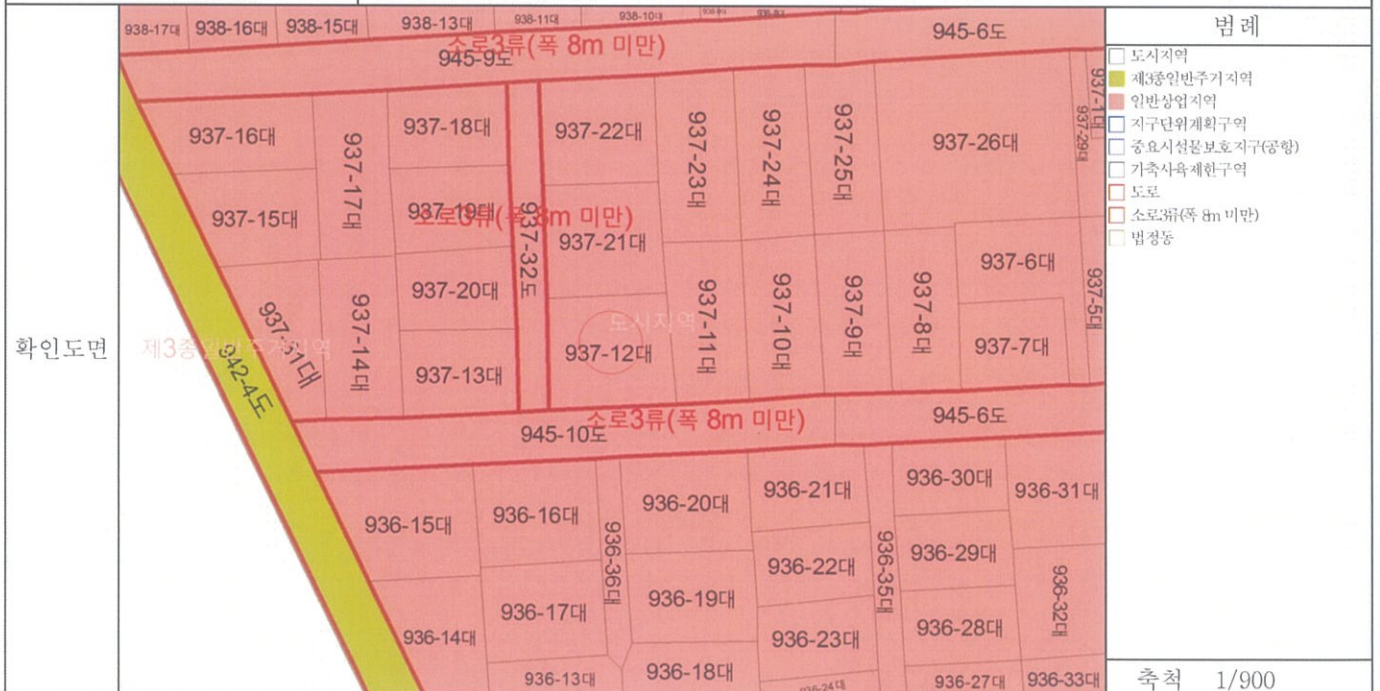 938-17대 938-16대 938-15대 938-13대 938-11대 938-10대
945-6도
소로3류(폭 8m 미만)
945-9도
937-16대
937-17대
937-18대
937-22대
937-23대
937-24대
937-25대
937-26대
937-29대
937-1대
937-15대
937-19대
소로3류(폭 8m 미만)
937-32도
937-21대
937-20대
937-6대
937-5대
937-31대
937-14대
937-13대
도시지역
937-12대
937-11대
937-10대
937-9대
937-8대
937-7대
확인도면
제3종일반주거지역
942-4도
소로3류(폭 8m 미만)
945-10도
945-6도
936-15대
936-16대
936-36대
936-20대
936-21대
936-35대
936-30대
936-31대
936-22대
936-29대
936-32대
936-17대
936-19대
936-14대
936-23대
936-28대
936-13대
936-18대
936-24대
936-27대
936-33대
범례
도시지역
제3종일반주거지역
일반상업지역
지구단위계획구역
중요시설물보호지구(공항)
가축사육제한구역
도로
소로3류(폭 8m 미만)
법정동
축척 1/900